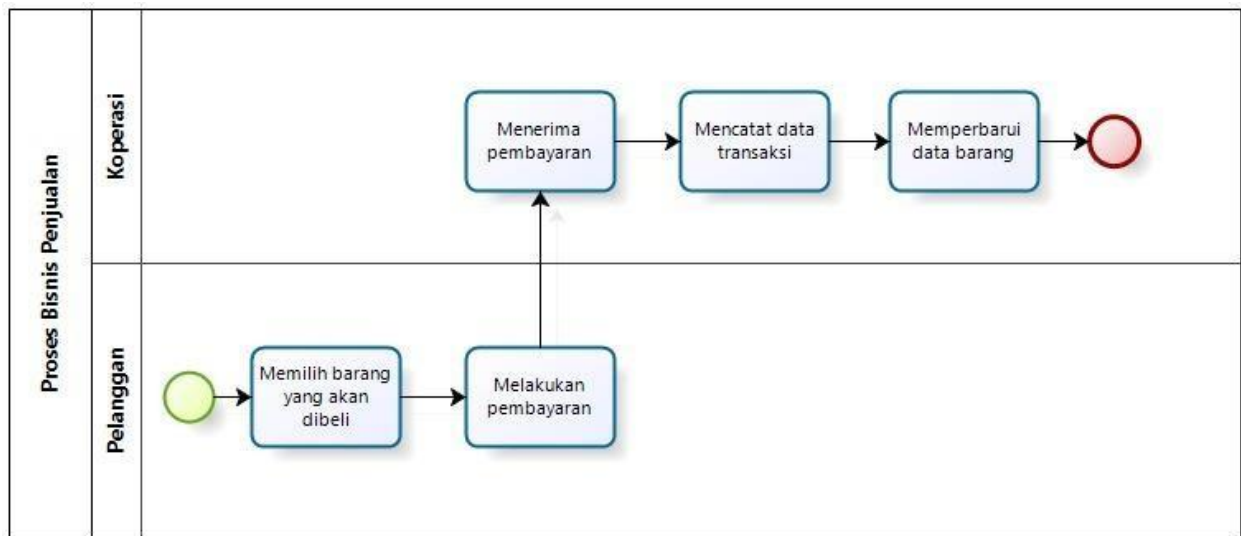 Proses Bisnis Penjualan
Koperasi
Menerima
pembayaran
Mencatat data
transaksi
Memperbarui
data barang
Pelanggan
Memilih barang
yang akan
dibeli
Melakukan
pembayaran